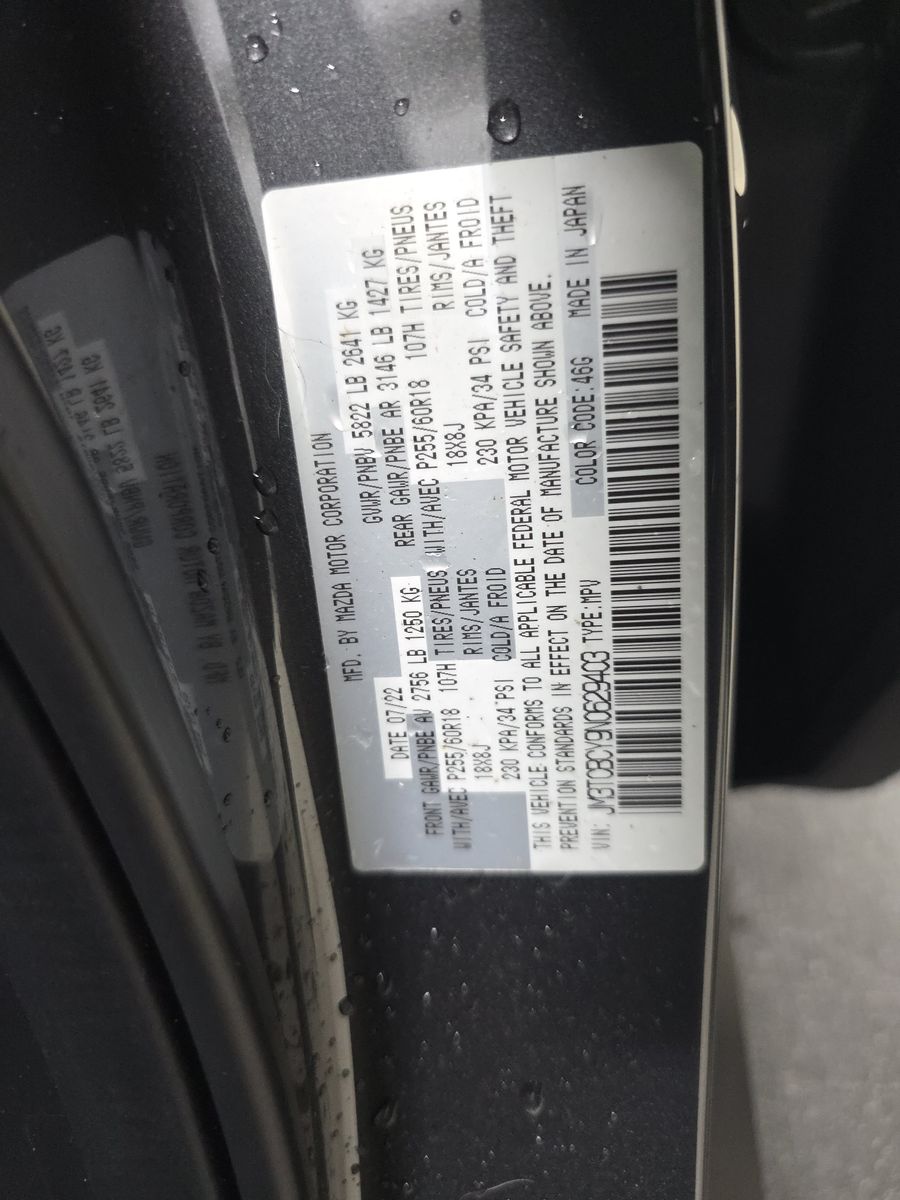 MFD. BY MAZDA MOTOR CORPORATION
DATE 07/22 GVWR/PNBV 5822 LB 2641 KG
FRONT GAWR/PNBE AV 2756 LB 1250 KG REAR GAWR/PNBE AR 3146 LB 1427 KG
WITH/AVEC P255/60R18 107H TIRES/PNEUS WITH/AVEC P255/60R18 107H TIRES/PNEUS
18X8J RIMS/JANTES 18X8J RIMS/JANTES
230 KPA/34 PSI COLD/A FROID 230 KPA/34 PSI COLD/A FROID
THIS VEHICLE CONFORMS TO ALL APPLICABLE FEDERAL MOTOR VEHICLE SAFETY AND THEFT
PREVENTION STANDARDS IN EFFECT ON THE DATE OF MANUFACTURE SHOWN ABOVE.
VIN: JM3TCBCY9N0629403 TYPE:MPV COLOR CODE:46G MADE IN JAPAN